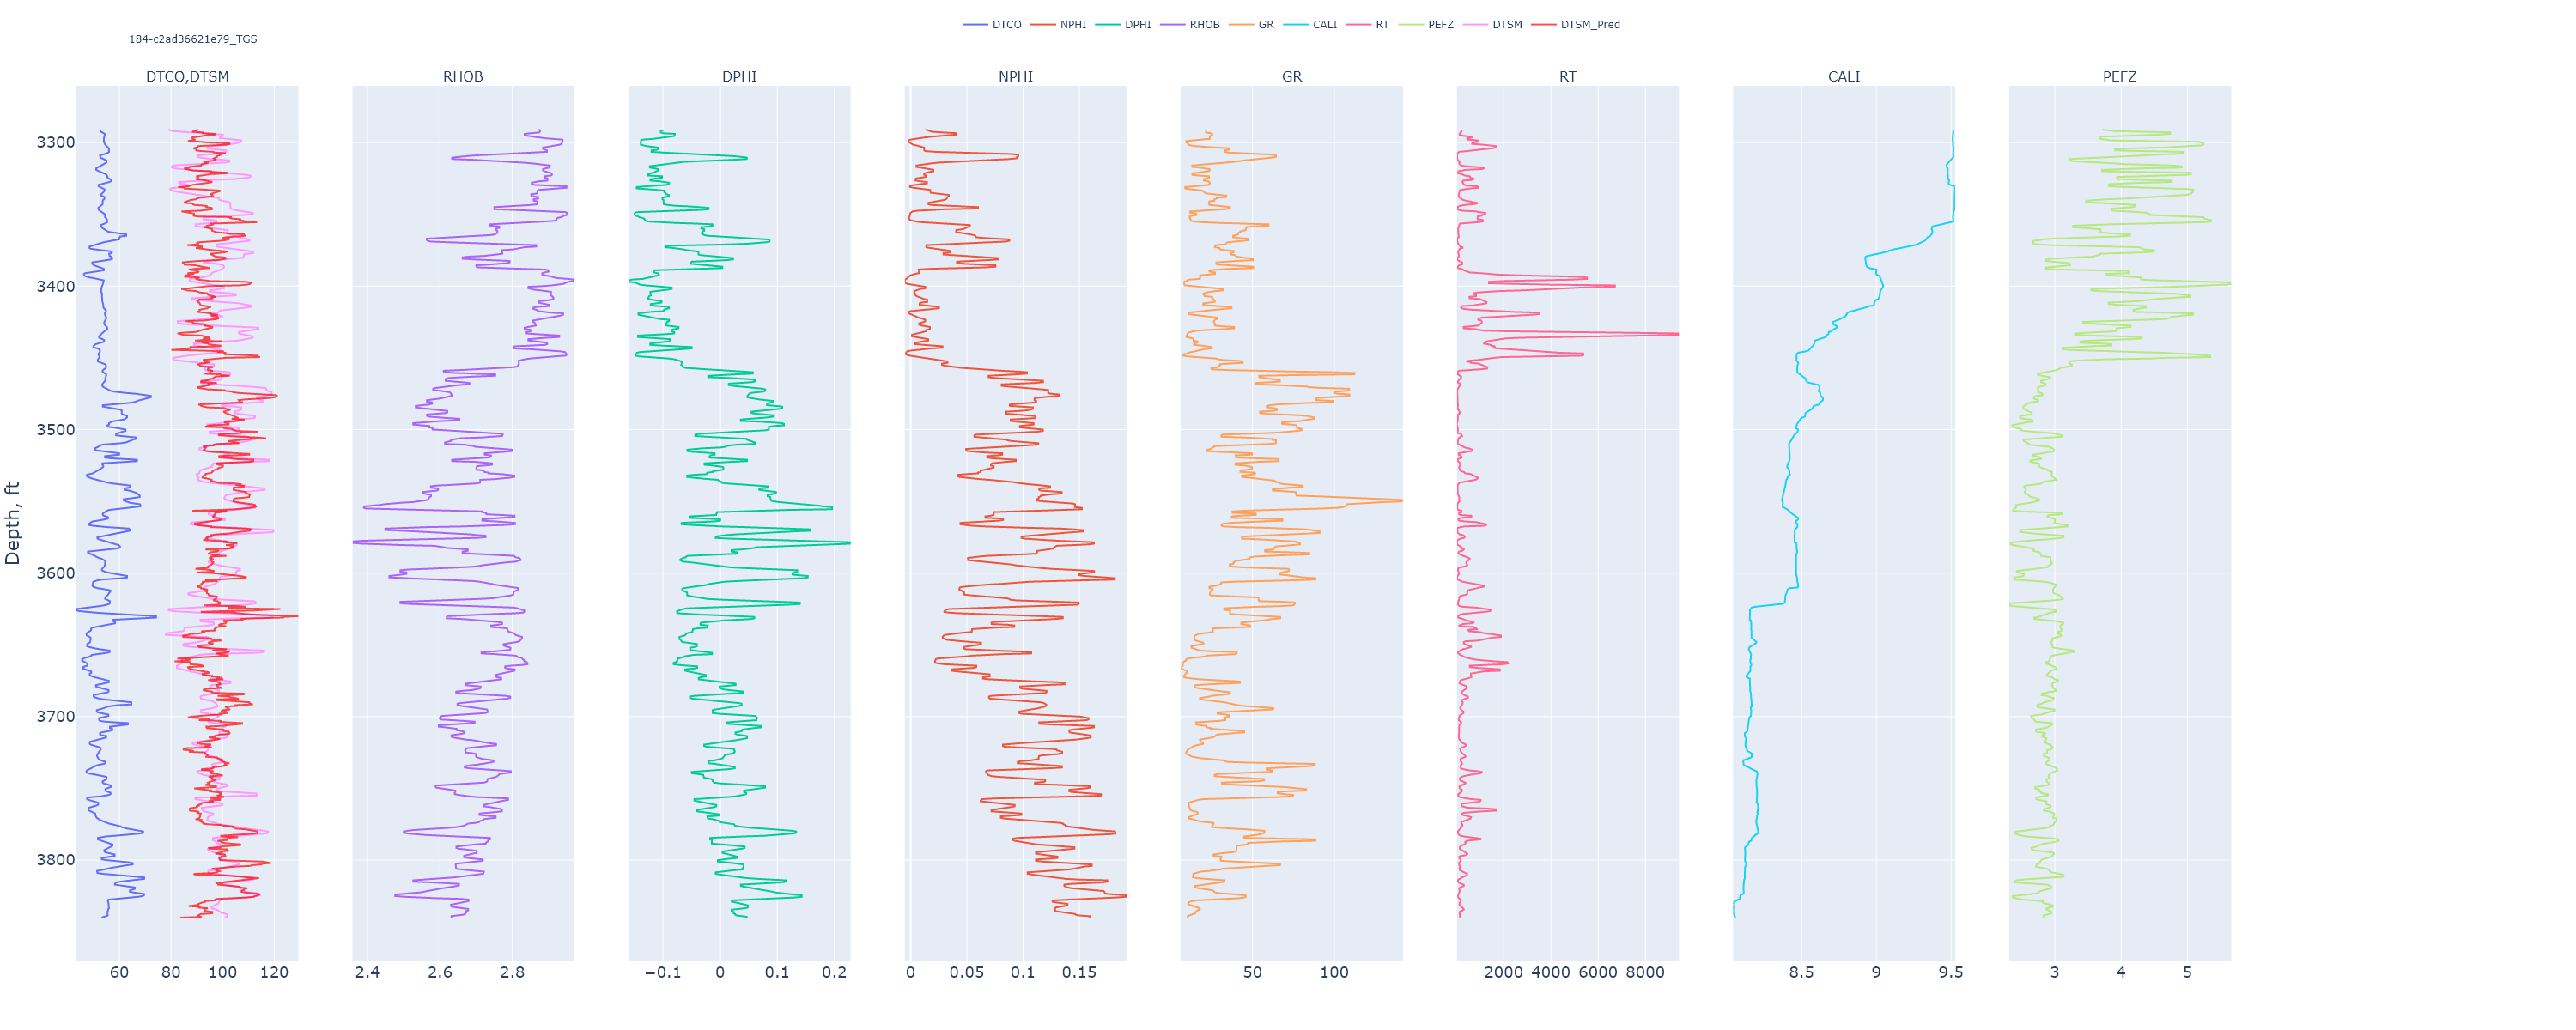 DTCO NPHI DPHI RHOB GR CALI RT PEFZ DTSM DTSM_Pred
184-c2ad36621e79_TGS
DTCO,DTSM RHOB DPHI NPHI GR RT CALI PEFZ
3300
3400
3500
3600
3700
3800
Depth, ft
60 80 100 120 2.4 2.6 2.8 −0.1 0 0.1 0.2 0 0.05 0.1 0.15 50 100 2000 4000 6000 8000 8.5 9 9.5 3 4 5